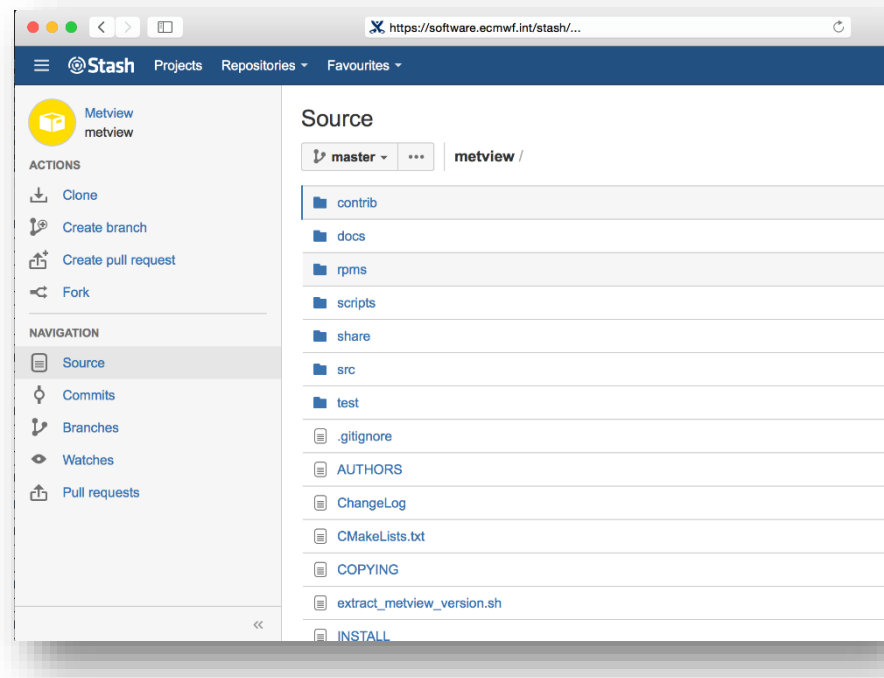 https://software.ecmwf.int/stash/...
Stash Projects Repositories Favourites
Metview
metview
ACTIONS
Clone
Create branch
Create pull request
Fork
NAVIGATION
Source
Commits
Branches
Watches
Pull requests
Source
master ... metview /
contrib
docs
rpms
scripts
share
src
test
.gitignore
AUTHORS
ChangeLog
CMakeLists.txt
COPYING
extract_metview_version.sh
INSTALL